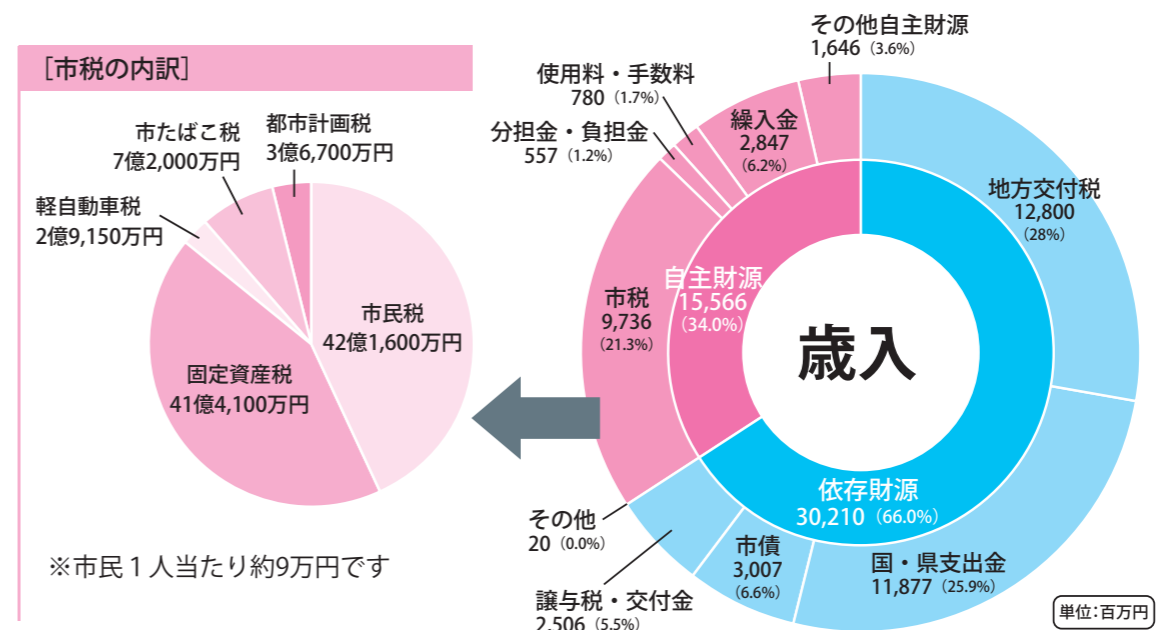 ［市税の内訳］
市たばこ税
7億2,000万円
都市計画税
3億6,700万円
軽自動車税
2億9,150万円
市民税
42億1,600万円
固定資産税
41億4,100万円
※市民１人当たり約9万円です
その他自主財源
1,646（3.6%）
使用料・手数料
780（1.7%）
分担金・負担金
557（1.2%）
繰入金
2,847
（6.2%）
地方交付税
12,800
（28%）
自主財源
15,566
（34.0%）
市税
9,736
（21.3%）
歳入
依存財源
30,210（66.0%）
その他
20（0.0%）
市債
3,007
（6.6%）
国・県支出金
11,877（25.9%）
譲与税・交付金
2,506（5.5%）
単位：百万円